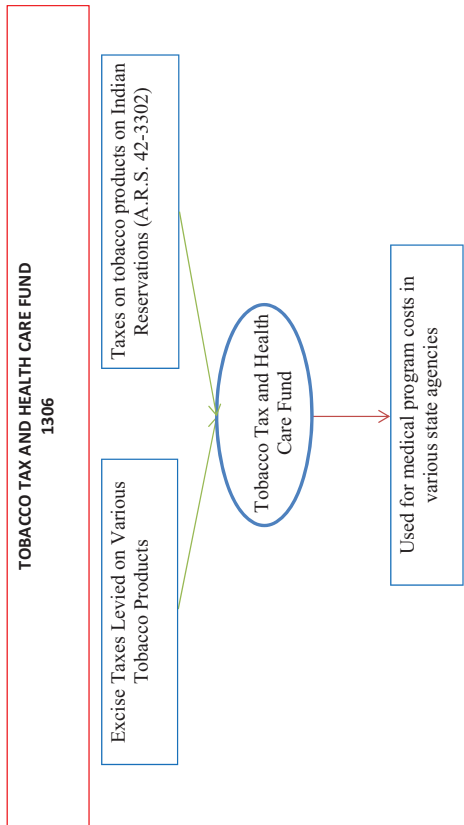 TOBACCO TAX AND HEALTH CARE FUND
1306
Excise Taxes Levied on Various
Tobacco Products
Taxes on tobacco products on Indian
Reservations (A.R.S. 42-3302)
Tobacco Tax and Health
Care Fund
Used for medical program costs in
various state agencies